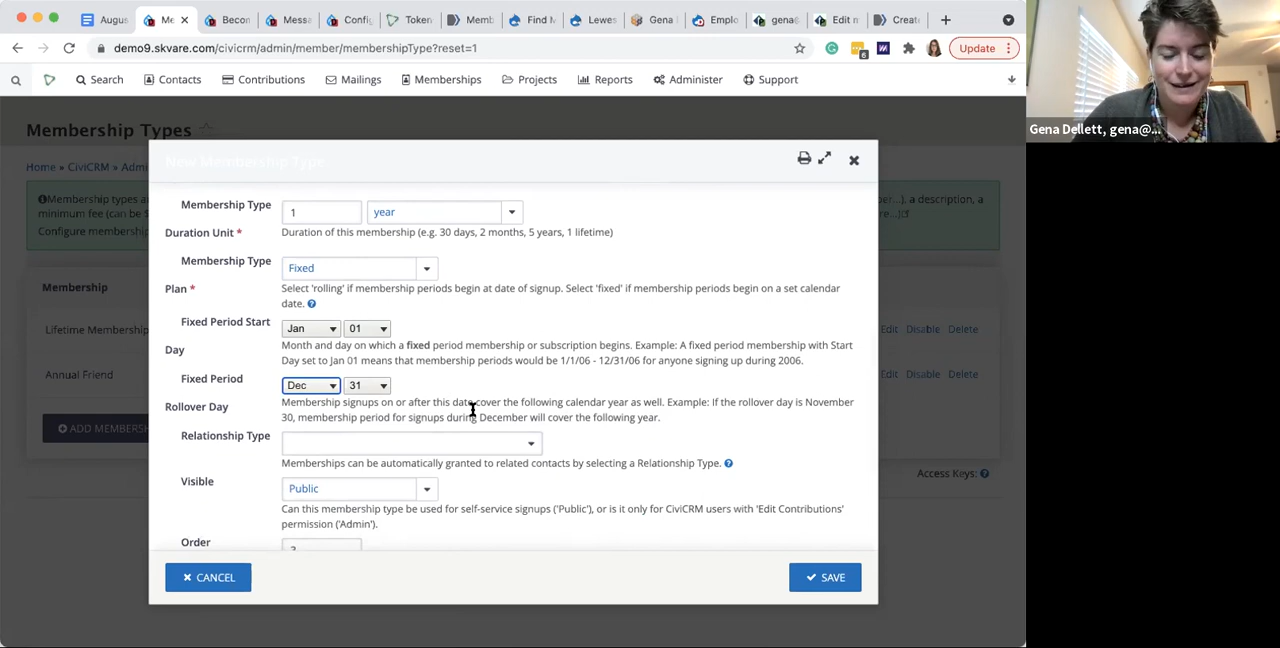 Augus
Me
Becon
Messa
Config
Token
Memb
Find M
Lewes
Gena
Emplo
gena@
Edit n
Create
demo9.skvare.com/civicrm/admin/member/membershipType?reset=1
6
Update
Search
Contacts
Contributions
Mailings
Memberships
Projects
Reports
Administer
Support
Gena Dellett, gena@...
Membership Types
Home » CiviCRM » Admi
New Membership Type
Membership types a
er...), a description, a
minimum fee (can be $
Configure membership
Membership
Lifetime Membership
Edit Disable Delete
Annual Friend
Edit Disable Delete
ADD MEMBERSH
Access Keys:
Membership Type
Duration Unit *
1
year
Duration of this membership (e.g. 30 days, 2 months, 5 years, 1 lifetime)
Membership Type
Plan *
Fixed
Select 'rolling' if membership periods begin at date of signup. Select 'fixed' if membership periods begin on a set calendar
date.
Fixed Period Start
Day
Jan 01
Month and day on which a fixed period membership or subscription begins. Example: A fixed period membership with Start
Day set to Jan 01 means that membership periods would be 1/1/06 - 12/31/06 for anyone signing up during 2006.
Fixed Period
Rollover Day
Dec 31
Membership signups on or after this date cover the following calendar year as well. Example: If the rollover day is November
30, membership period for signups during December will cover the following year.
Relationship Type
Memberships can be automatically granted to related contacts by selecting a Relationship Type.
Visible
Public
Can this membership type be used for self-service signups ('Public'), or is it only for CiviCRM users with 'Edit Contributions'
permission ('Admin').
Order
CANCEL
SAVE